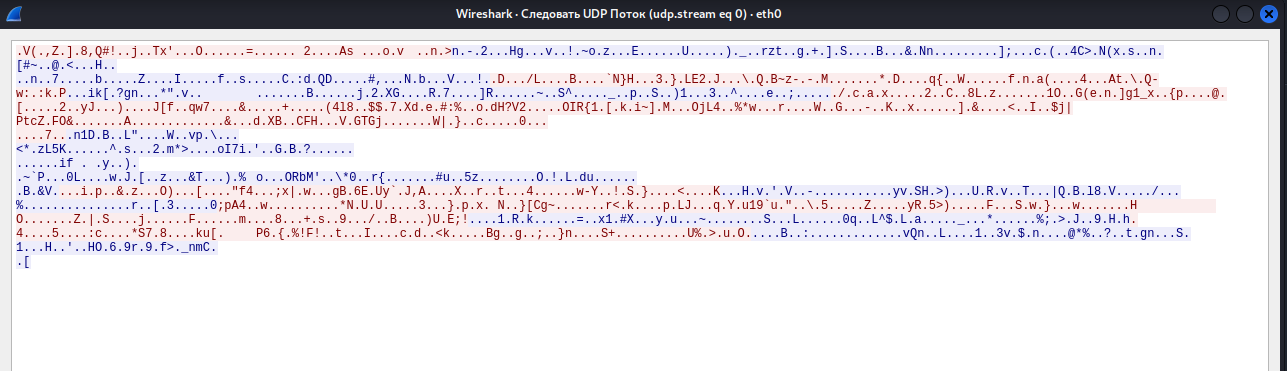 Wireshark · Следовать UDP Поток (udp.stream eq 0) · eth0
.V(.,Z.].8,Q#!..j..Tx'...O......=...... 2....As ...o.v ..n.>n.-.2...Hg...v..!.~o.z...E......U.....)._..rzt..g.+.].S....B...&.Nn.........];...c.(..4C>.N(x.s..n.
[#~..@.<...H..
..n..7.....b.....Z....I.....f..s.....C.:d.QD.....#,...N.b...V...!..D.../L....B....`N}H...3.}.LE2.J...\.Q.B~z-.-.M.......*.D....q{..W......f.n.a(....4...At.\.Q-
w:.:k.P...ik[.?gn...*".v.. .......B......j.2.XG....R.7....]R......~..S^....._..p..S..)1...3..^....e..;....../.c.a.x.....2..C..8L.z.......1O..G(e.n.]g1_x..{p....@.
[.....2..yJ...)....J[f..qw7....&.....+.....(4l8..$$.7.Xd.e.#:%..o.dH?V2.....OIR{1.[.k.i~].M...OjL4..%*w...r....W..G...-..K..x......].&....<..I..$j|
PtcZ.FO&.......A.............&...d.XB..CFH...V.GTGj.......W|.}..c.....0...
....7...n1D.B..L"....W..vp.\...
<*.zL5K......^.s...2.m*>....oI7i.'..G.B.?......
......if . .y..).
.~`P...0L....w.J.[..z...&T...).% o...ORbM'..\*0..r{.......#u..5z........O.!.L.du......
.B.&V....i.p..&.z...O)...[...."f4...;x|.w...gB.6E.Uy`.J,A....X..r..t...4......w-Y..!.S.}....<....K...H.v.'.V..-...........yv.SH.>)...U.R.v..T...|Q.B.l8.V...../...
%...............r..[.3.....0;pA4..w..........*N.U.U.....3...}.p.x. N..}[Cg~.......r<.k....p.LJ...q.Y.u19`u."..\.5.....Z.....yR.5>).....F...S.w.}...w.......H
O.......Z.|.S....j......F......m....8...+.s..9.../..B....)U.E;!....1.R.k......=..x1.#X...y.u...~........S...L......0q..L^$.L.a....._...*......%;.>.J..9.H.h.
4....5....:c....*S7.8....ku[. P6.{.%!F!..t...I....c.d..<k.....Bg..g..;..}n....S+..........U%.>.u.O.....B..:.............vQn..L....1..3v.$.n....@*%..?..t.gn...S.
1...H..'..HO.6.9r.9.f>._nmC.
.[